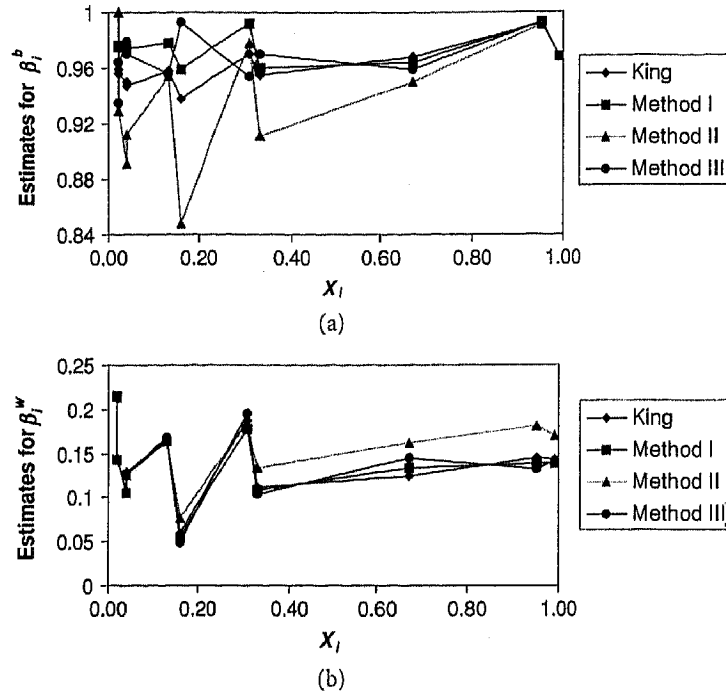 Estimates for β_i^b
1
0.96
0.92
0.88
0.84
0.00 0.20 0.40 0.60 0.80 1.00
X_i
King
Method I
Method II
Method III
(a)
Estimates for β_i^w
0.25
0.2
0.15
0.1
0.05
0
0.00 0.20 0.40 0.60 0.80 1.00
X_i
King
Method I
Method II
Method III
(b)